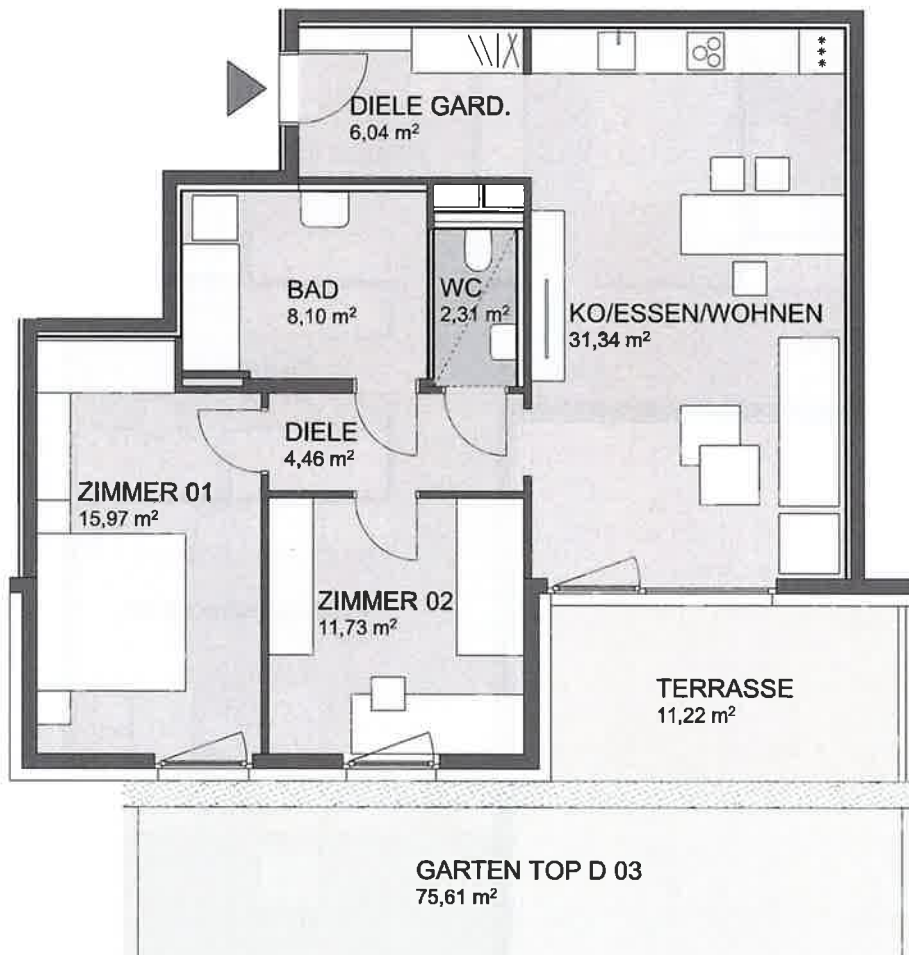 DIELE GARD.
6,04 m²
BAD
8,10 m²
WC
2,31 m²
KO/ESSEN/WOHNEN
31,34 m²
DIELE
4,46 m²
ZIMMER 01
15,97 m²
ZIMMER 02
11,73 m²
TERRASSE
11,22 m²
GARTEN TOP D 03
75,61 m²